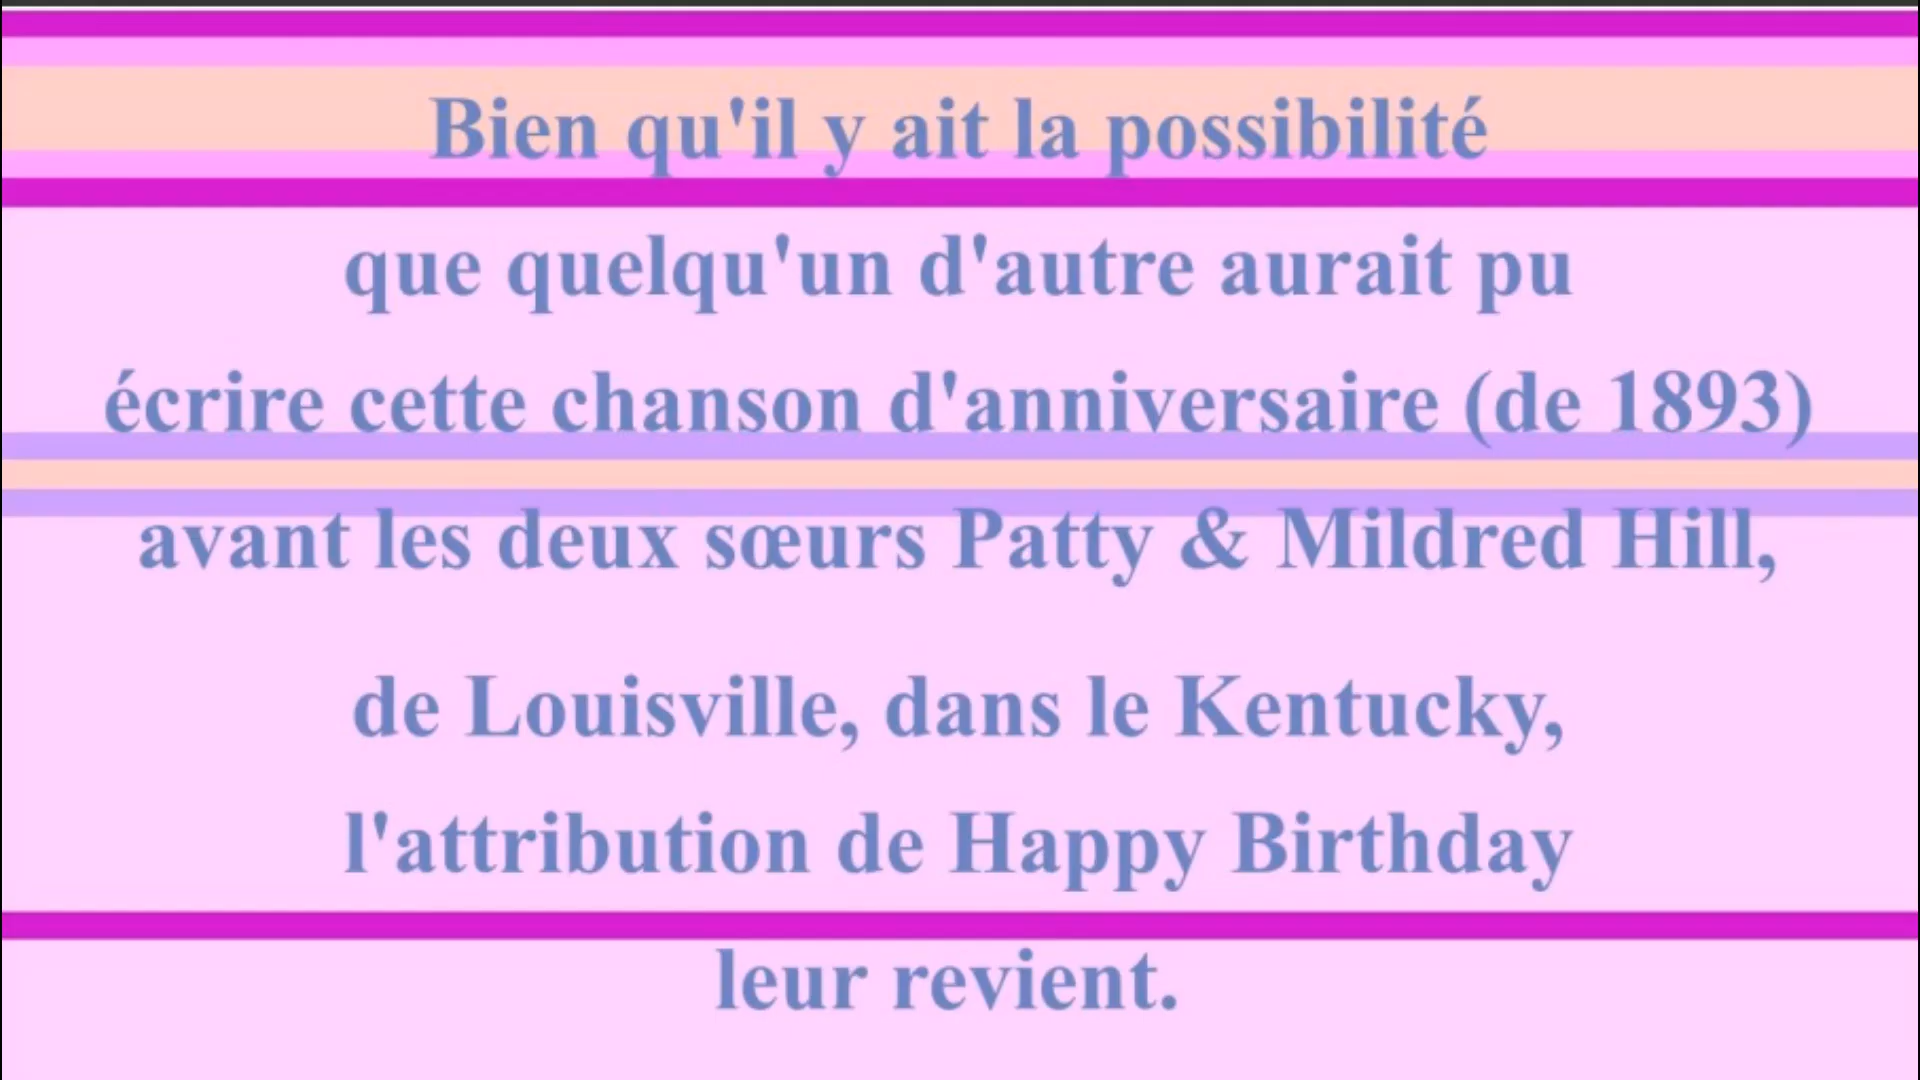 Bien qu'il y ait la possibilité
que quelqu'un d'autre aurait pu
écrire cette chanson d'anniversaire (de 1893)
avant les deux sœurs Patty & Mildred Hill,
de Louisville, dans le Kentucky,
l'attribution de Happy Birthday
leur revient.